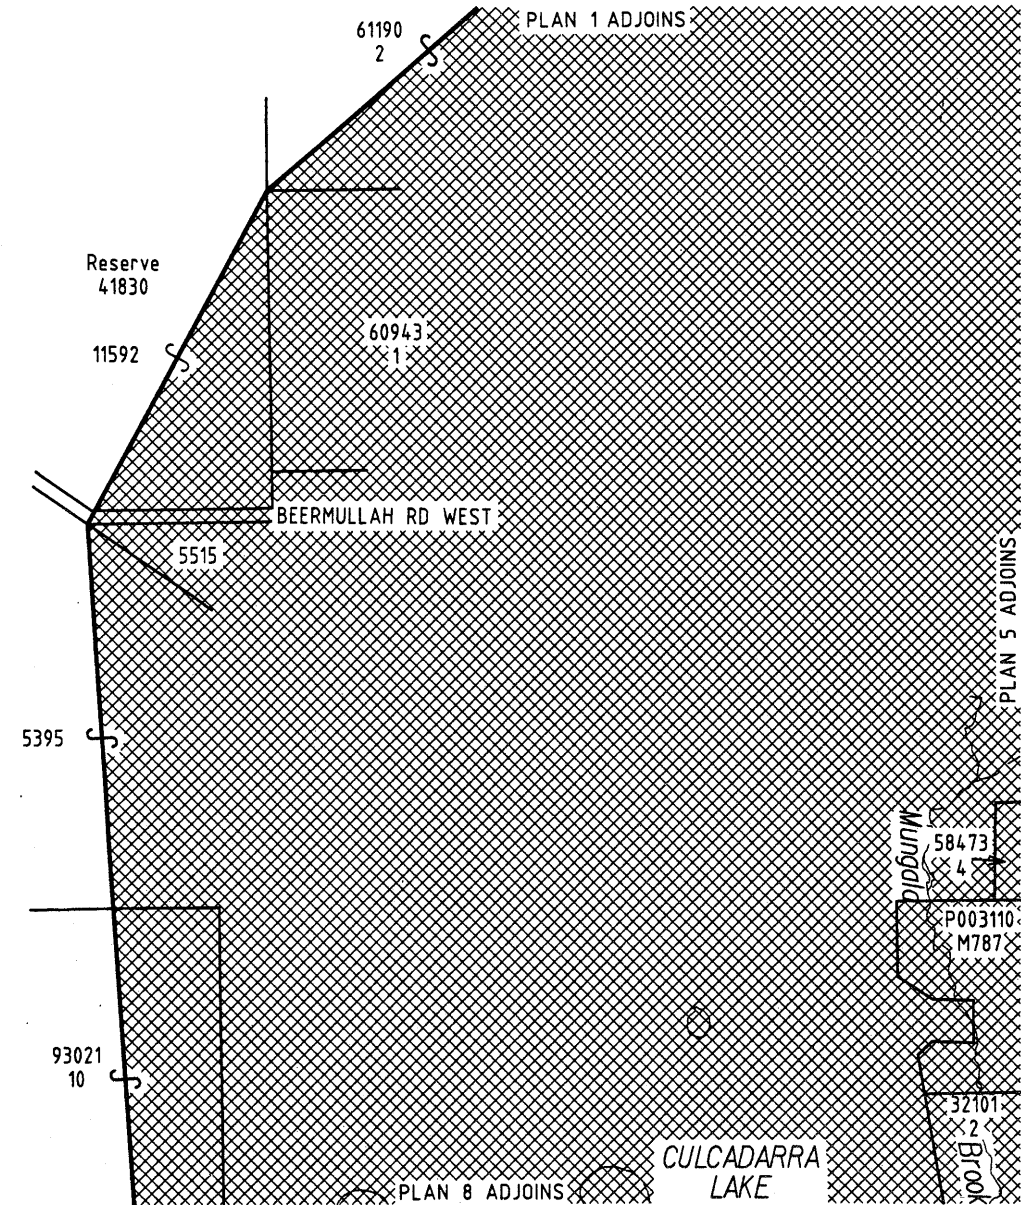 PLAN 1 ADJOINS
61190
2
Reserve
41830
11592
60943
1
BEERMULLAH RD WEST
5515
PLAN 5 ADJOINS
5395
Mungala
58473
4
P003110
M787
93021
10
32101
2
Brook
CULCADARRA
LAKE
PLAN 8 ADJOINS